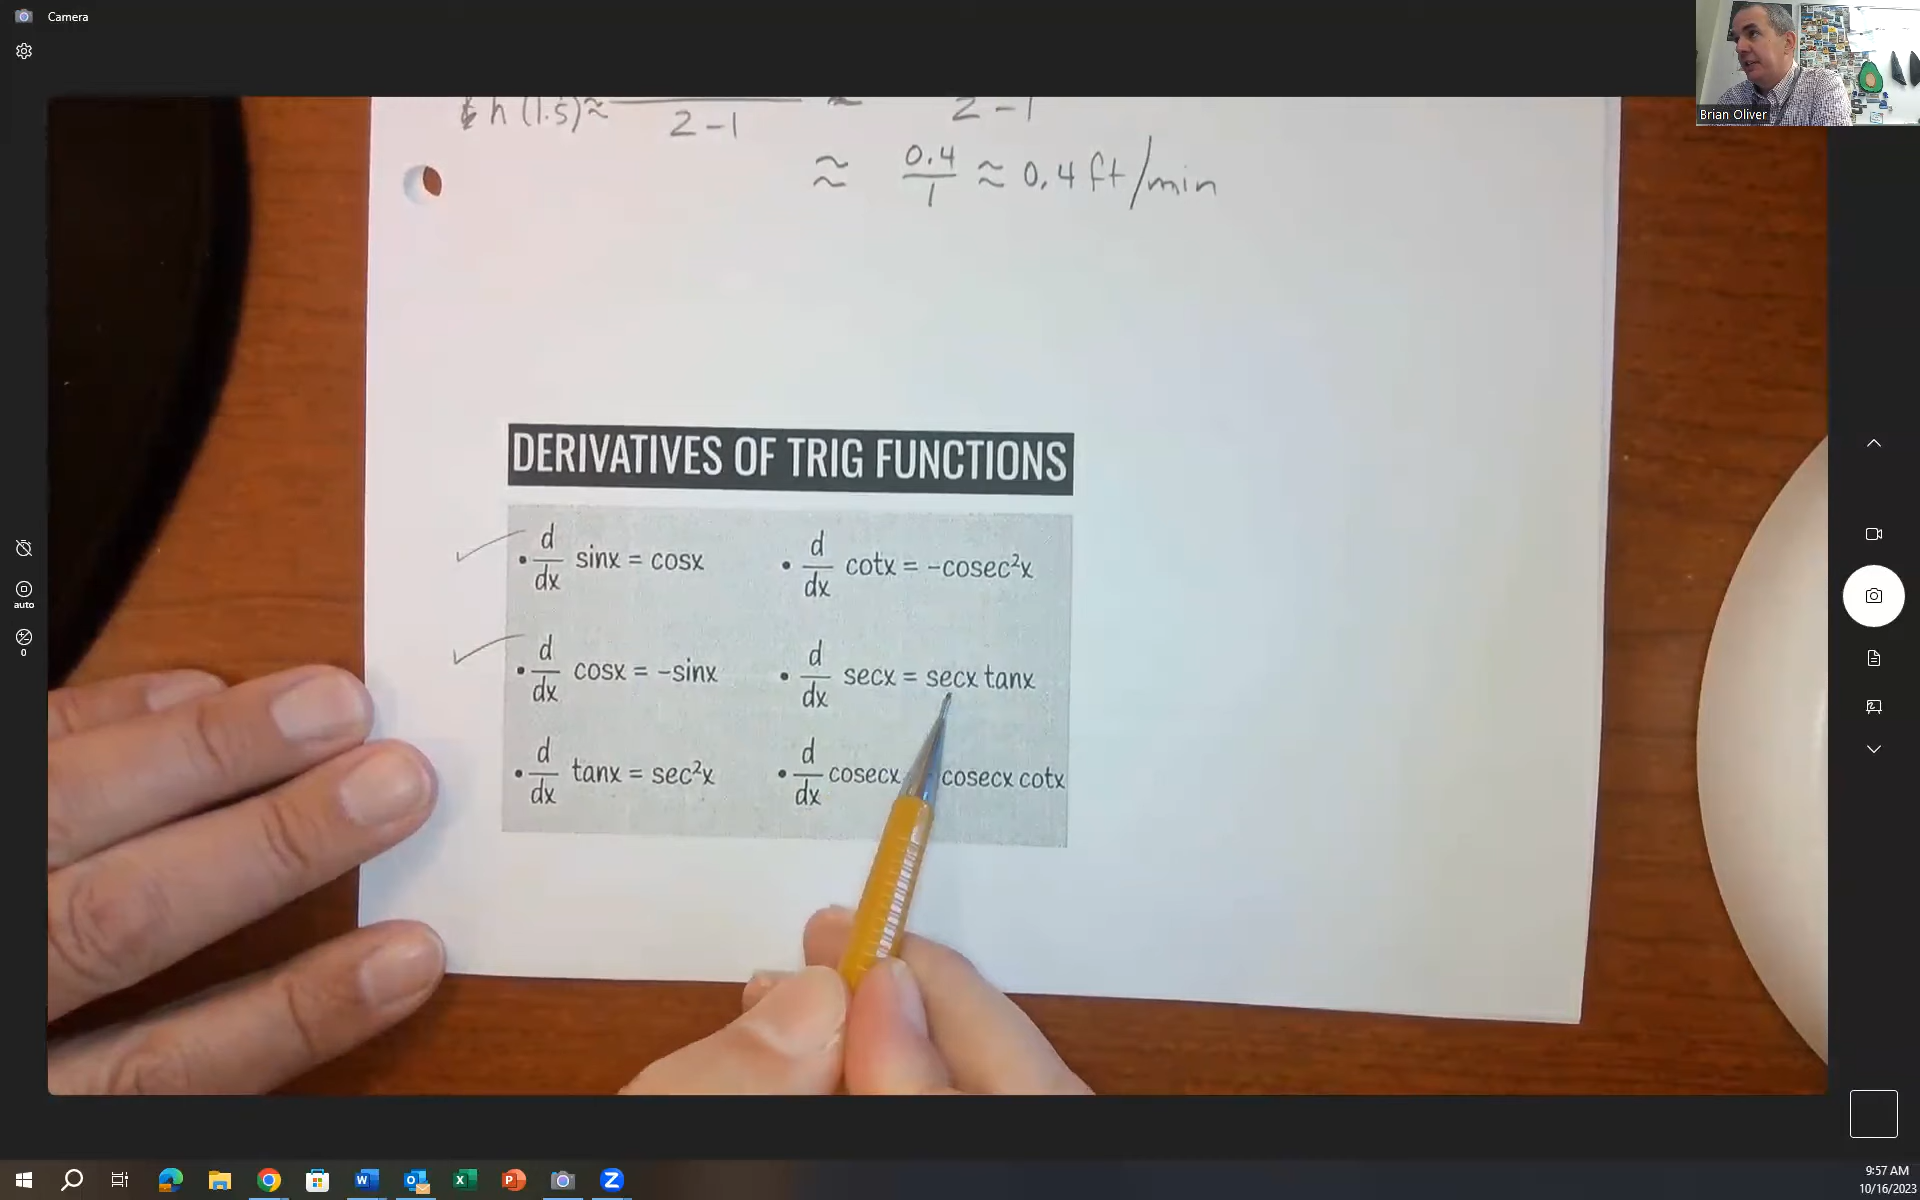 Camera
Brian Oliver
h (1.5) ≈ 2 - 1 ≈ 2 - 1
≈ 0.4 / 1 ≈ 0.4 ft/min
DERIVATIVES OF TRIG FUNCTIONS
• d/dx sinx = cosx
• d/dx cosx = -sinx
• d/dx tanx = sec²x
• d/dx cotx = -cosec²x
• d/dx secx = secx tanx
• d/dx cosecx cosecx cotx
auto
0
9:57 AM
10/16/2023